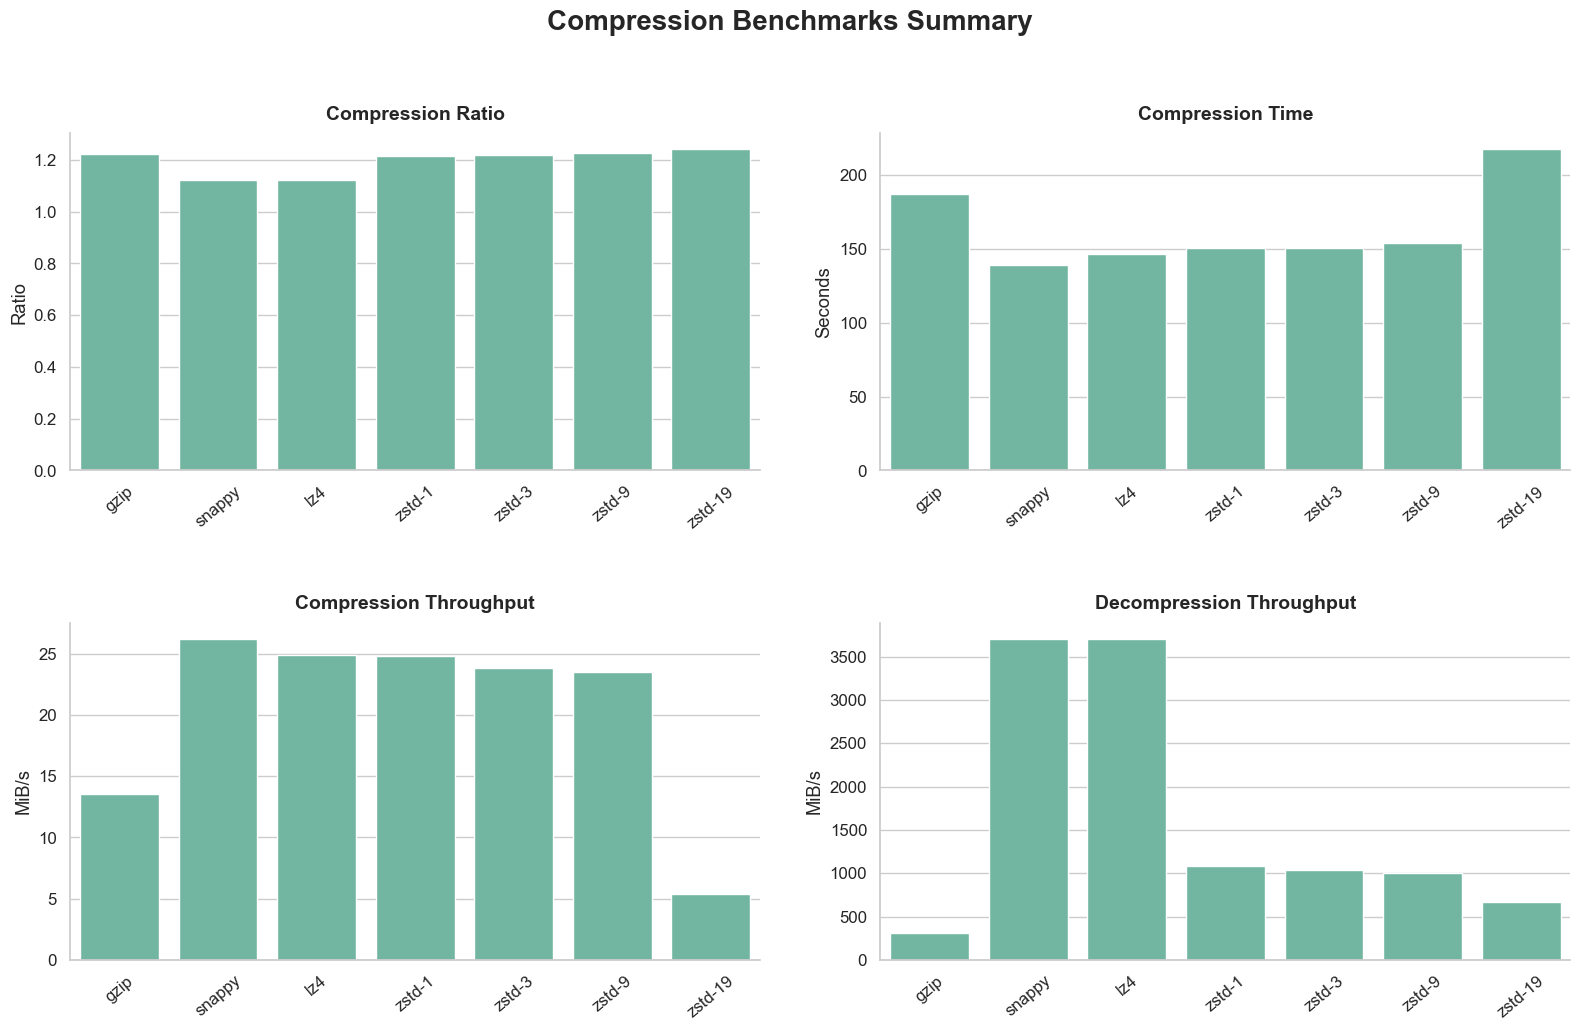 Compression Benchmarks Summary
Compression Ratio
Ratio
1.2
1.0
0.8
0.6
0.4
0.2
0.0
gzip
snappy
lz4
zstd-1
zstd-3
zstd-9
zstd-19
Compression Time
Seconds
200
150
100
50
0
gzip
snappy
lz4
zstd-1
zstd-3
zstd-9
zstd-19
Compression Throughput
MiB/s
25
20
15
10
5
0
gzip
snappy
lz4
zstd-1
zstd-3
zstd-9
zstd-19
Decompression Throughput
MiB/s
3500
3000
2500
2000
1500
1000
500
0
gzip
snappy
lz4
zstd-1
zstd-3
zstd-9
zstd-19